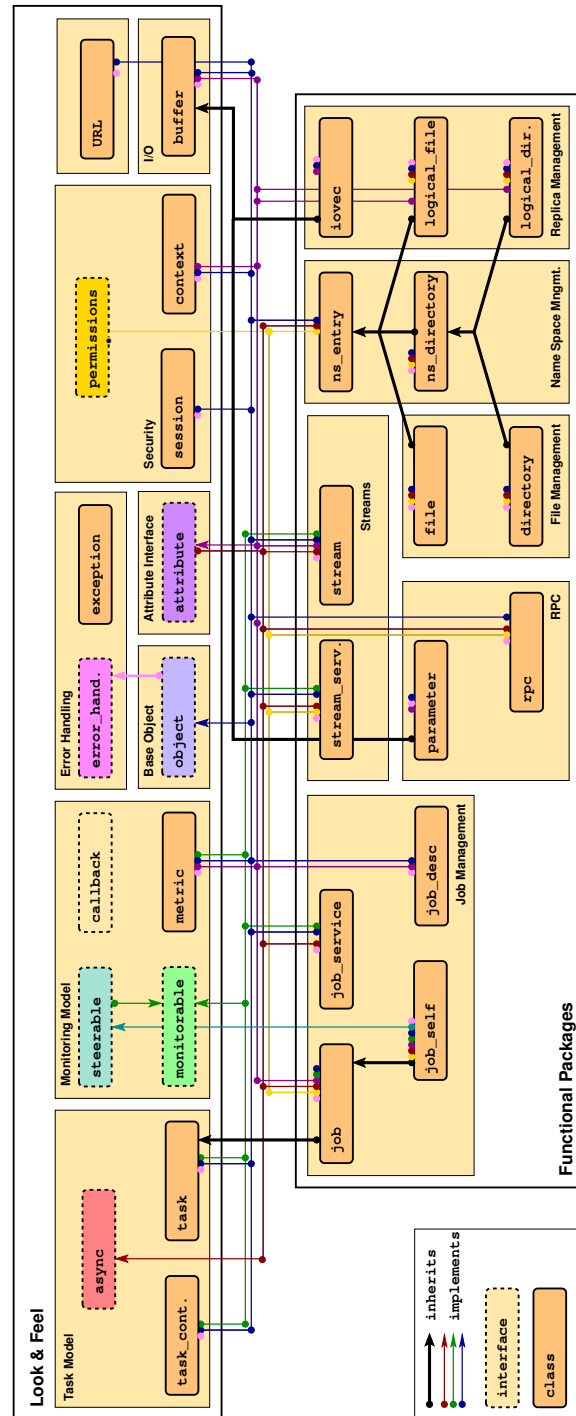 Look & Feel
Task Model
async
task_cont.
task
Monitoring Model
steerable
callback
monitorable
metric
Error Handling
error_hand.
exception
Base Object
object
Attribute Interface
attribute
Security
permissions
session
context
URL
I/O
buffer
Functional Packages
Job Management
job
job_service
job_self
job_desc
Streams
stream_serv.
stream
RPC
parameter
rpc
File Management
file
directory
Name Space Mngmt.
ns_entry
ns_directory
Replica Management
iovec
logical_file
logical_dir.
inherits
implements
interface
class